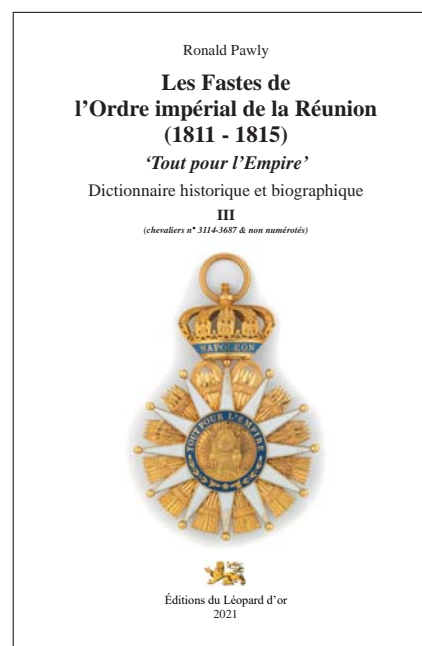 Ronald Pawly
Les Fastes de
l’Ordre impérial de la Réunion
(1811 - 1815)
‘Tout pour l’Empire’
Dictionnaire historique et biographique
III
(chevaliers n° 3114-3687 & non numérotés)
NAPOLEON
TOUT POUR L'EMPIRE
Éditions du Léopard d’or
2021